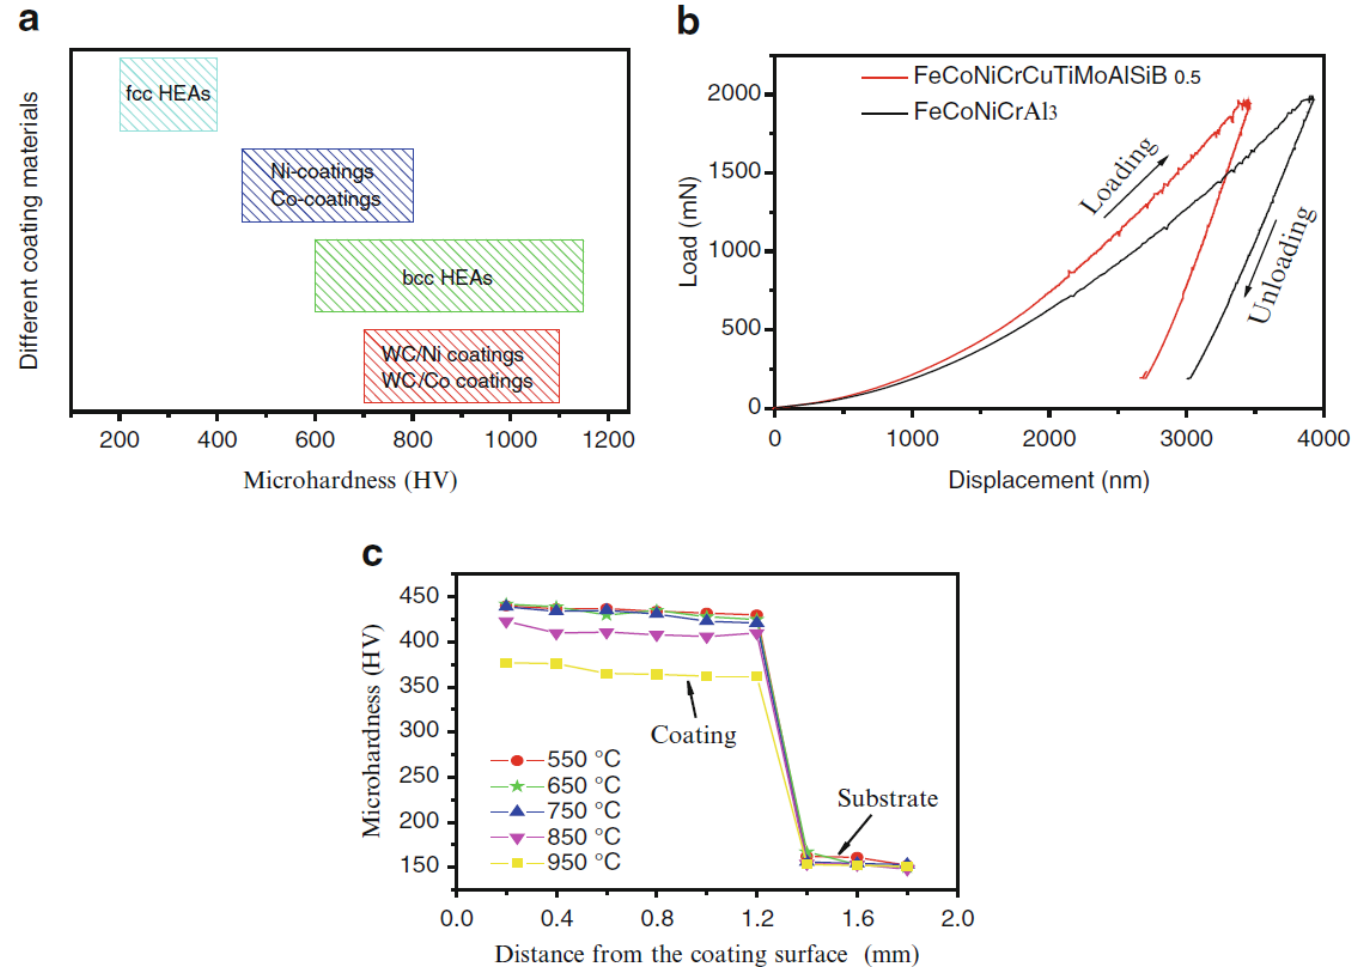 a
Different coating materials
fcc HEAs
Ni-coatings
Co-coatings
bcc HEAs
WC/Ni coatings
WC/Co coatings
200 400 600 800 1000 1200
Microhardness (HV)
b
Load (mN)
2000
1500
1000
500
0
FeCoNiCrCuTiMoAlSiB 0.5
FeCoNiCrAl3
Loading
Unloading
0 1000 2000 3000 4000
Displacement (nm)
c
Microhardness (HV)
450
400
350
300
250
200
150
Coating
550 °C
650 °C
750 °C
850 °C
950 °C
Substrate
0.0 0.4 0.8 1.2 1.6 2.0
Distance from the coating surface (mm)